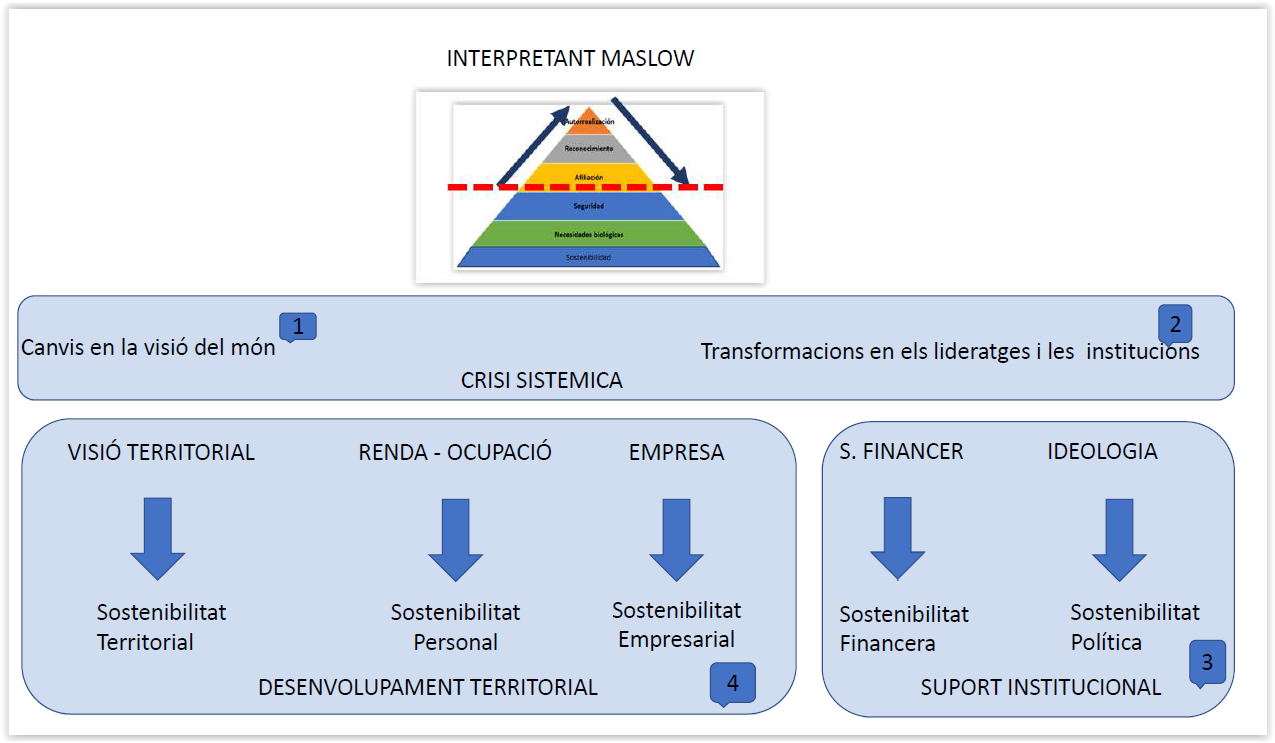 INTERPRETANT MASLOW
Autorrealización
Reconocimiento
Afiliación
Seguridad
Necesidades biológicas
Sostenibilidad
1
2
Canvis en la visió del món
Transformacions en els lideratges i les institucions
CRISI SISTEMICA
VISIÓ TERRITORIAL
RENDA - OCUPACIÓ
EMPRESA
Sostenibilitat
Territorial
Sostenibilitat
Personal
Sostenibilitat
Empresarial
DESENVOLUPAMENT TERRITORIAL
4
S. FINANCER
IDEOLOGIA
Sostenibilitat
Financera
Sostenibilitat
Política
3
SUPORT INSTITUCIONAL